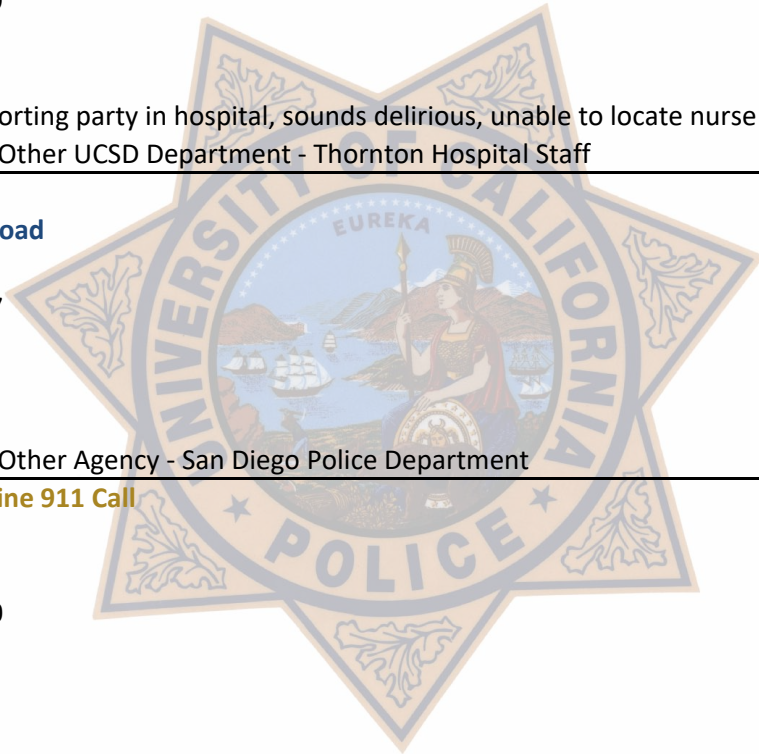 orting party in hospital, sounds delirious, unable to locate nurse
Other UCSD Department - Thornton Hospital Staff
oad
EUREKA
UNIVERSITY OF CALIFORNIA
Other Agency - San Diego Police Department
ine 911 Call
POLICE